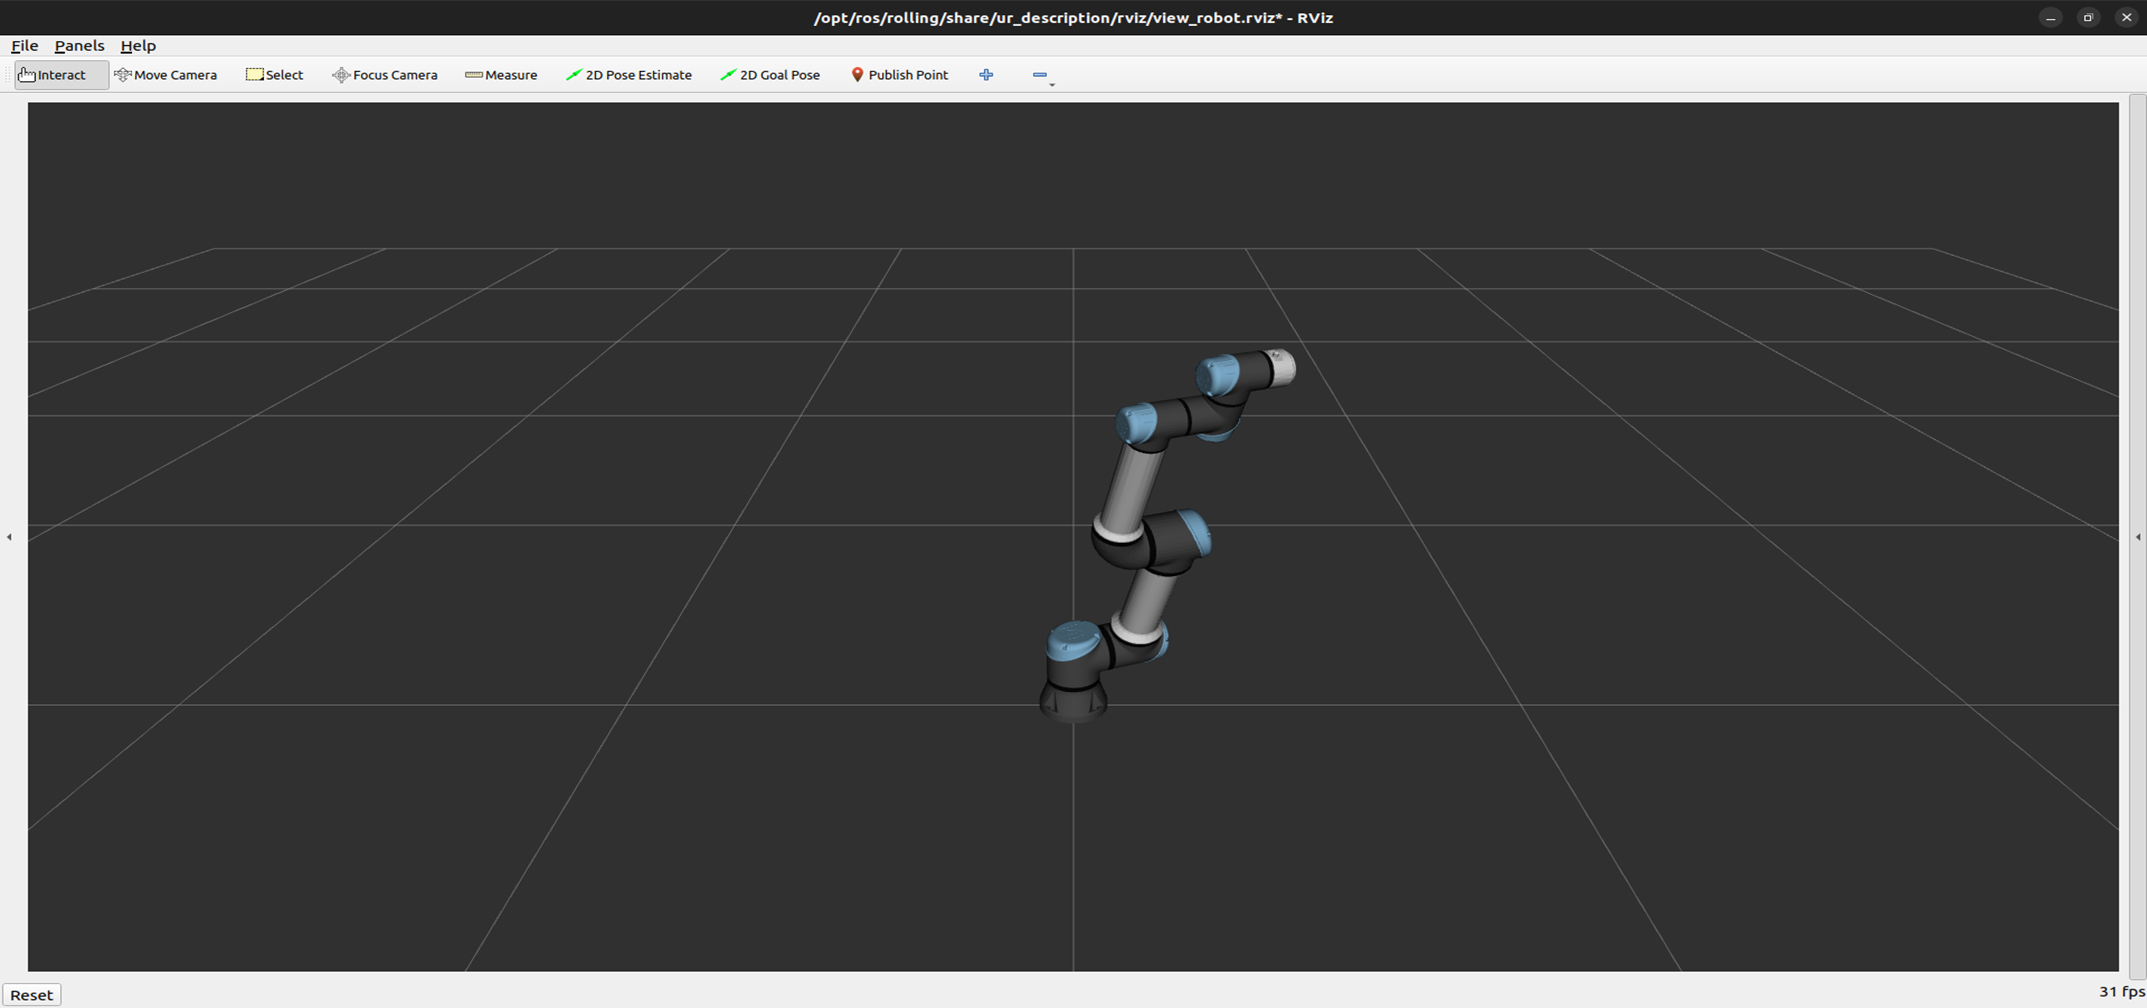 /opt/ros/rolling/share/ur_description/rviz/view_robot.rviz* - RViz
File Panels Help
Interact Move Camera Select Focus Camera Measure 2D Pose Estimate 2D Goal Pose Publish Point
Reset 31 fps